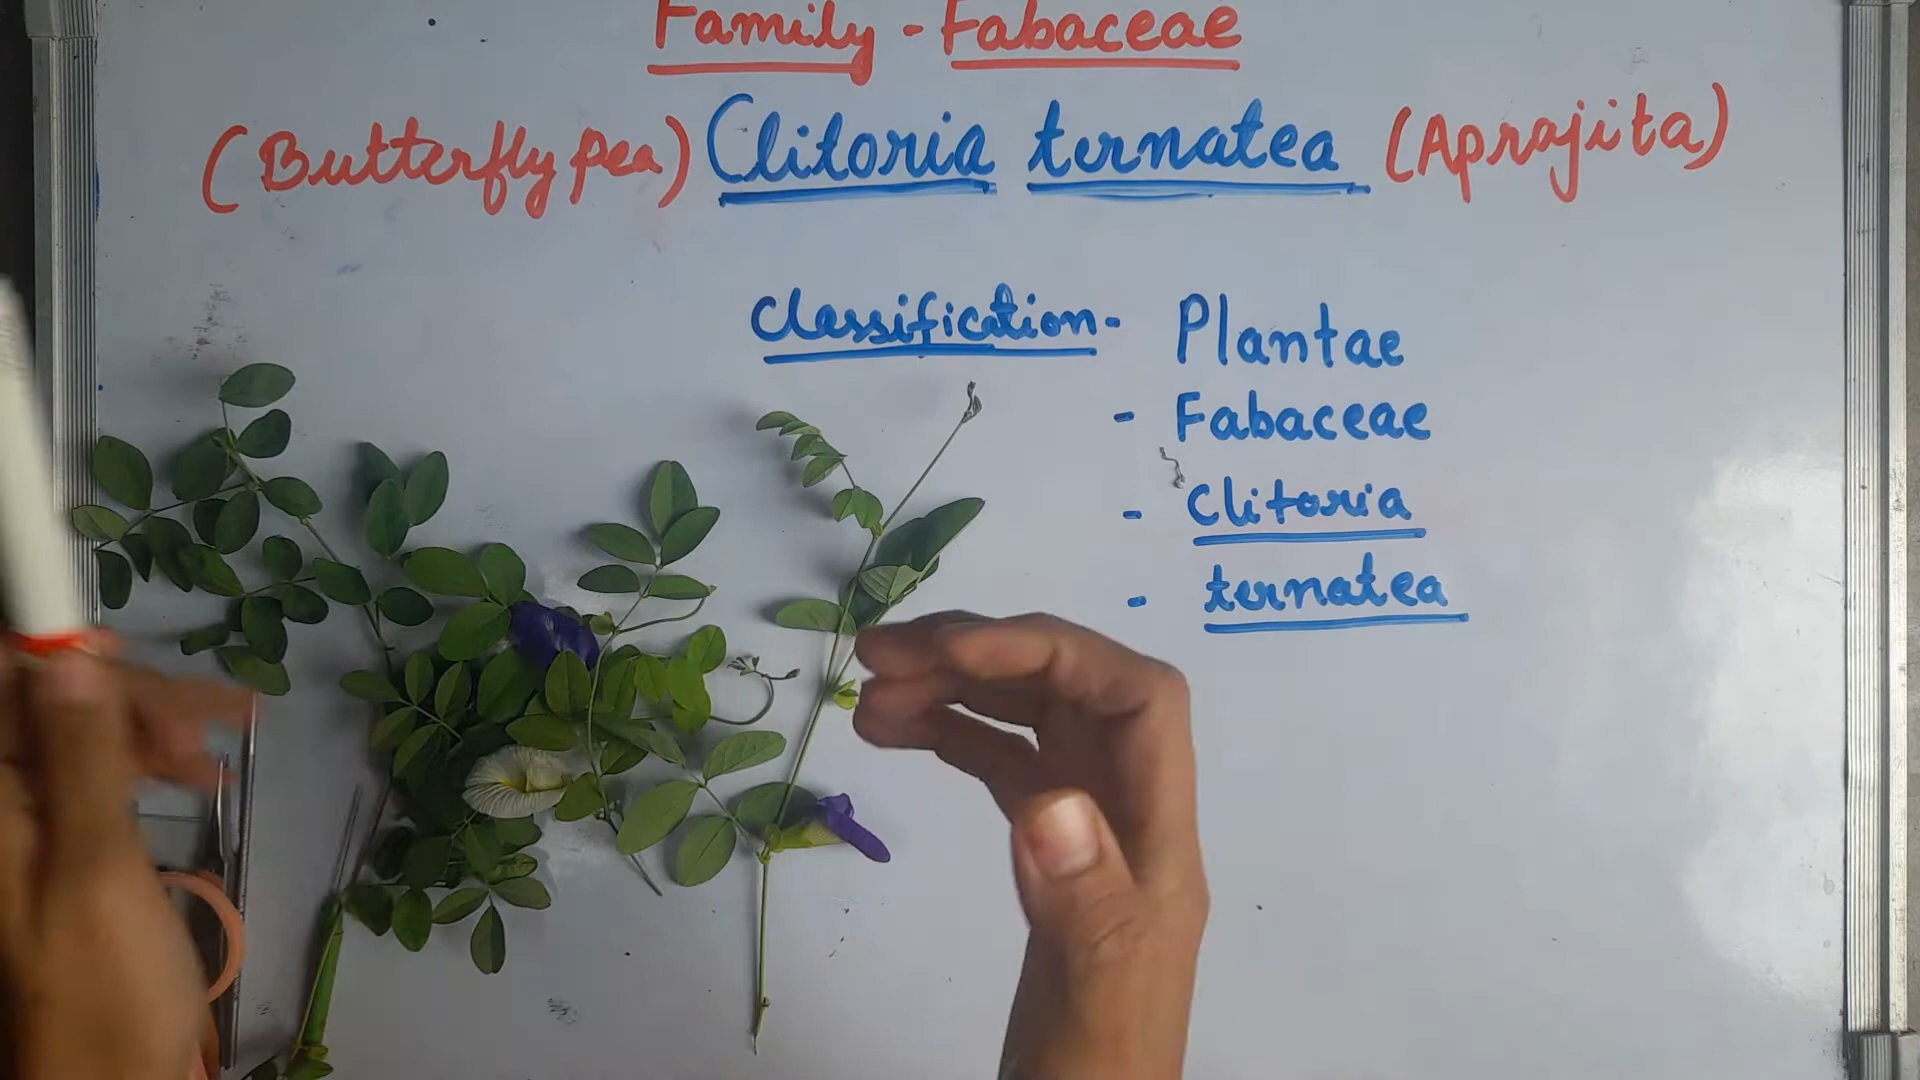 Family - Fabaceae
(Butterfly pea) Clitoria ternatea (Aprajita)
Classification - Plantae
- Fabaceae
- Clitoria
- ternatea